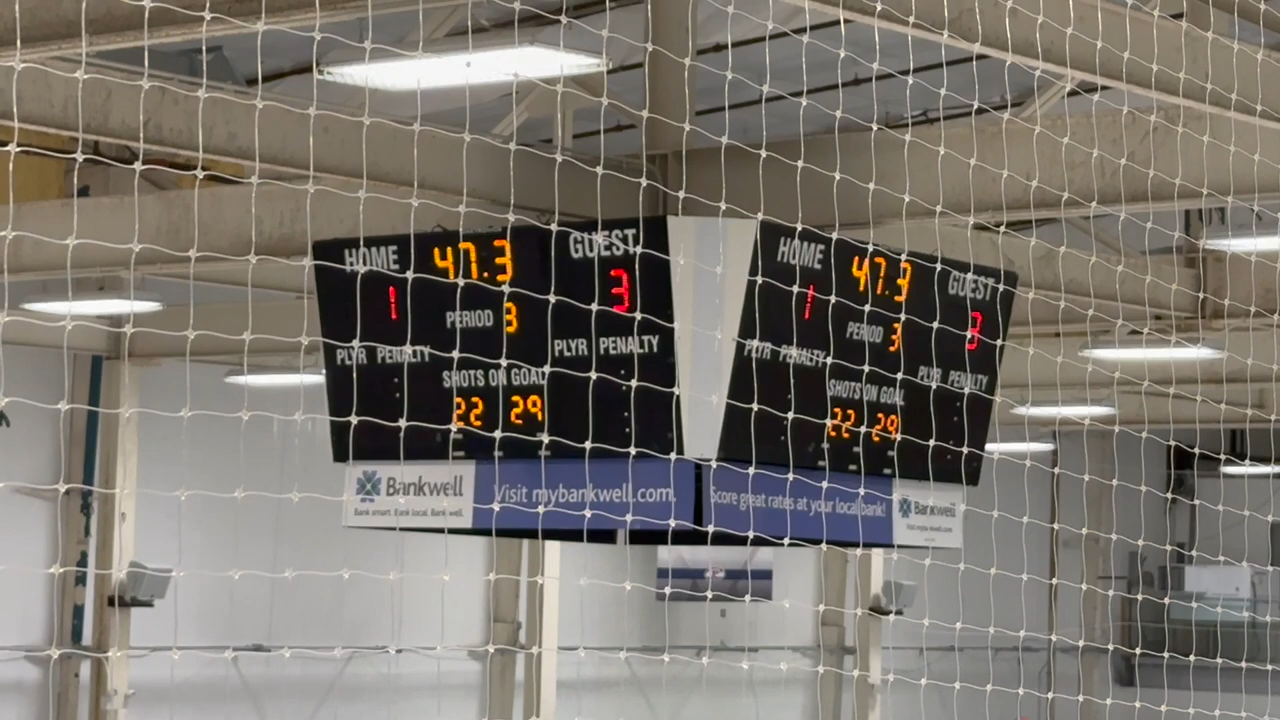 HOME 47.3 GUEST
1 3
PERIOD 3
PLYR PENALTY PLYR PENALTY
SHOTS ON GOAL
22 29
Bankwell
Bank smart. Bank local. Bank well.
Visit mybankwell.com.
HOME 47.3 GUEST
1 3
PERIOD 3
PLYR PENALTY PLYR PENALTY
SHOTS ON GOAL
22 29
Score great rates at your local bank!
Bankwell